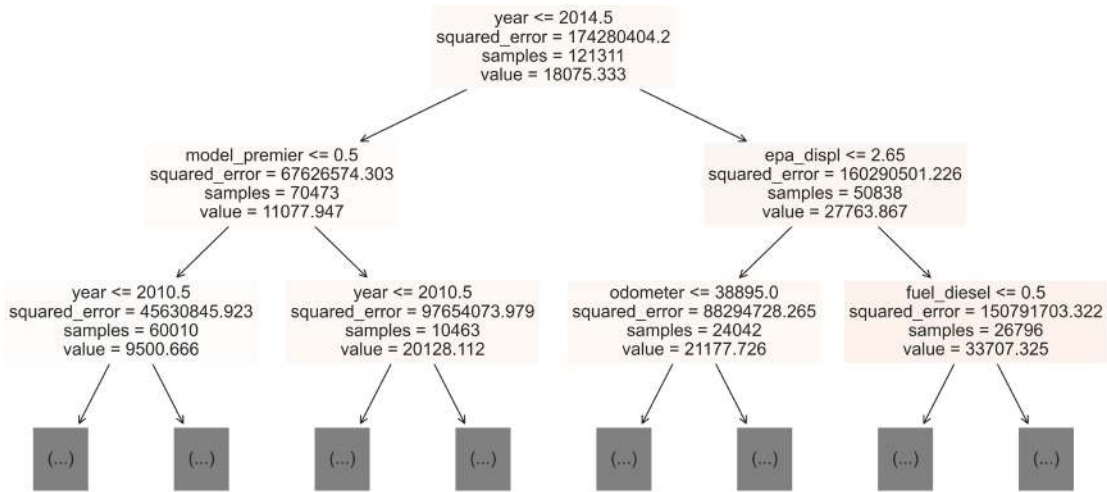 year <= 2014.5
squared_error = 174280404.2
samples = 121311
value = 18075.333
model_premier <= 0.5
squared_error = 67626574.303
samples = 70473
value = 11077.947
epa_displ <= 2.65
squared_error = 160290501.226
samples = 50838
value = 27763.867
year <= 2010.5
squared_error = 45630845.923
samples = 60010
value = 9500.666
year <= 2010.5
squared_error = 97654073.979
samples = 10463
value = 20128.112
odometer <= 38895.0
squared_error = 88294728.265
samples = 24042
value = 21177.726
fuel_diesel <= 0.5
squared_error = 150791703.322
samples = 26796
value = 33707.325
(...)
(...)
(...)
(...)
(...)
(...)
(...)
(...)